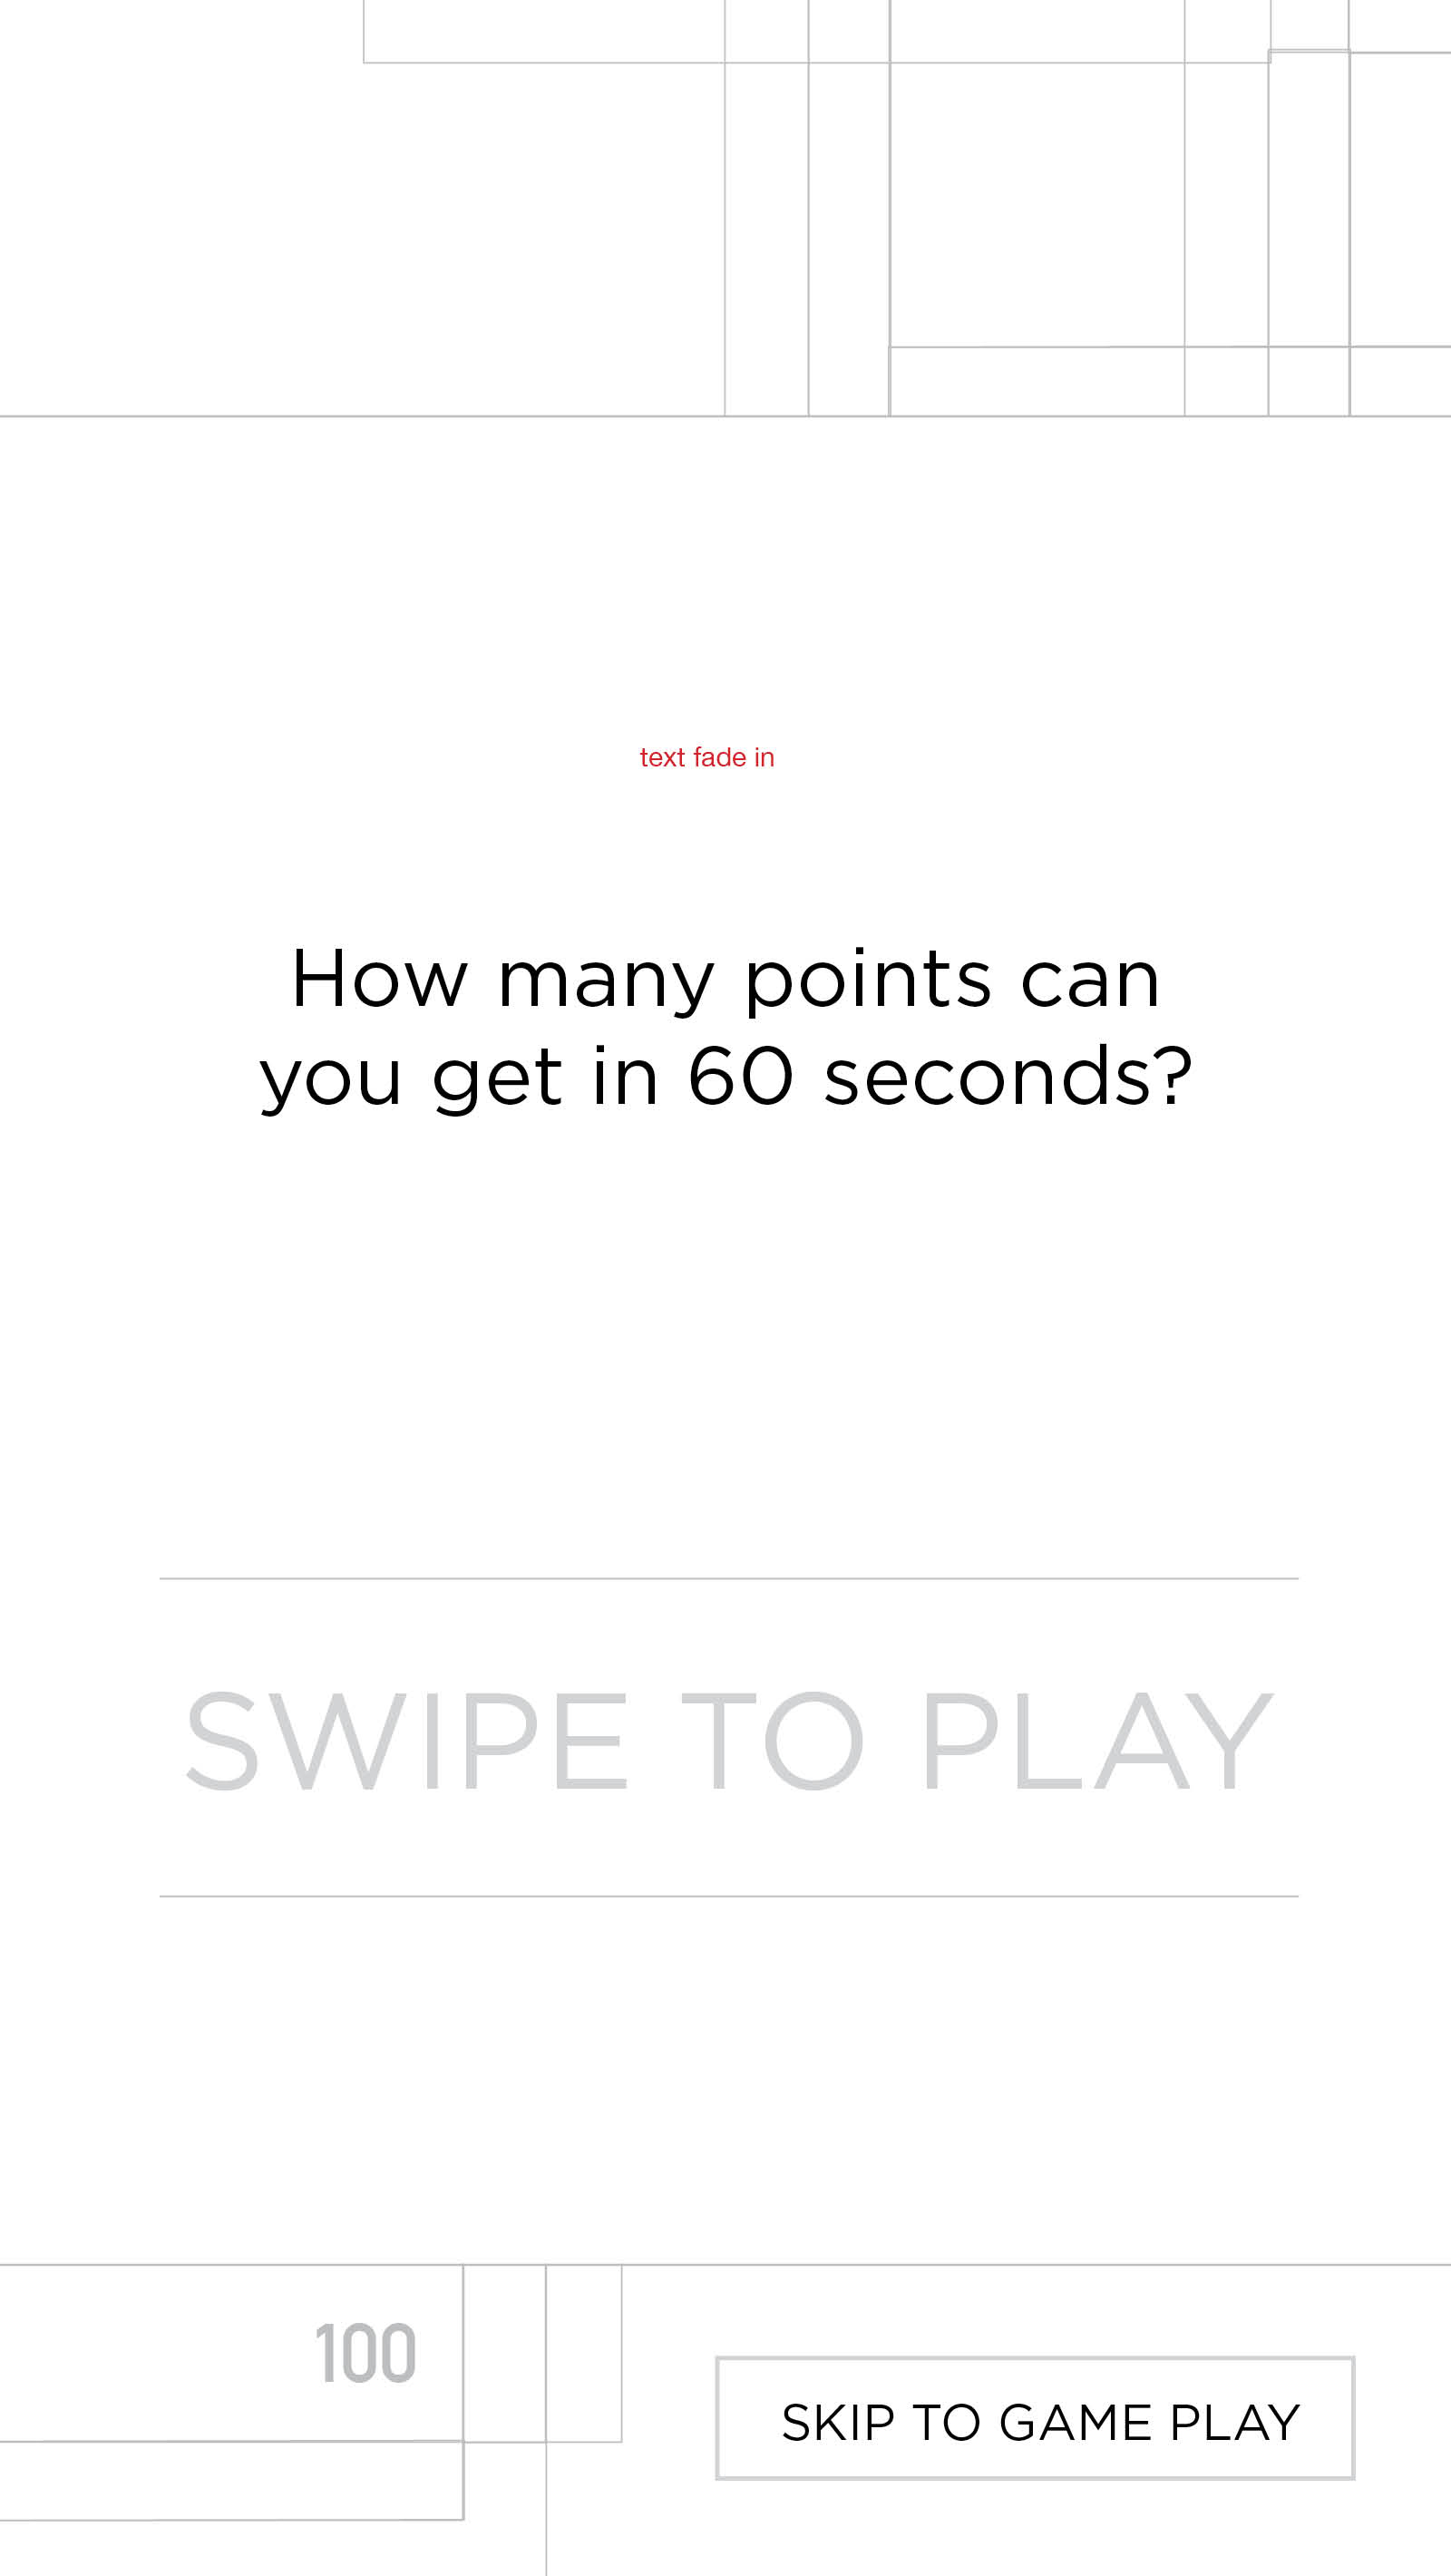 text fade in
How many points can
you get in 60 seconds?
SWIPE TO PLAY
100
SKIP TO GAME PLAY